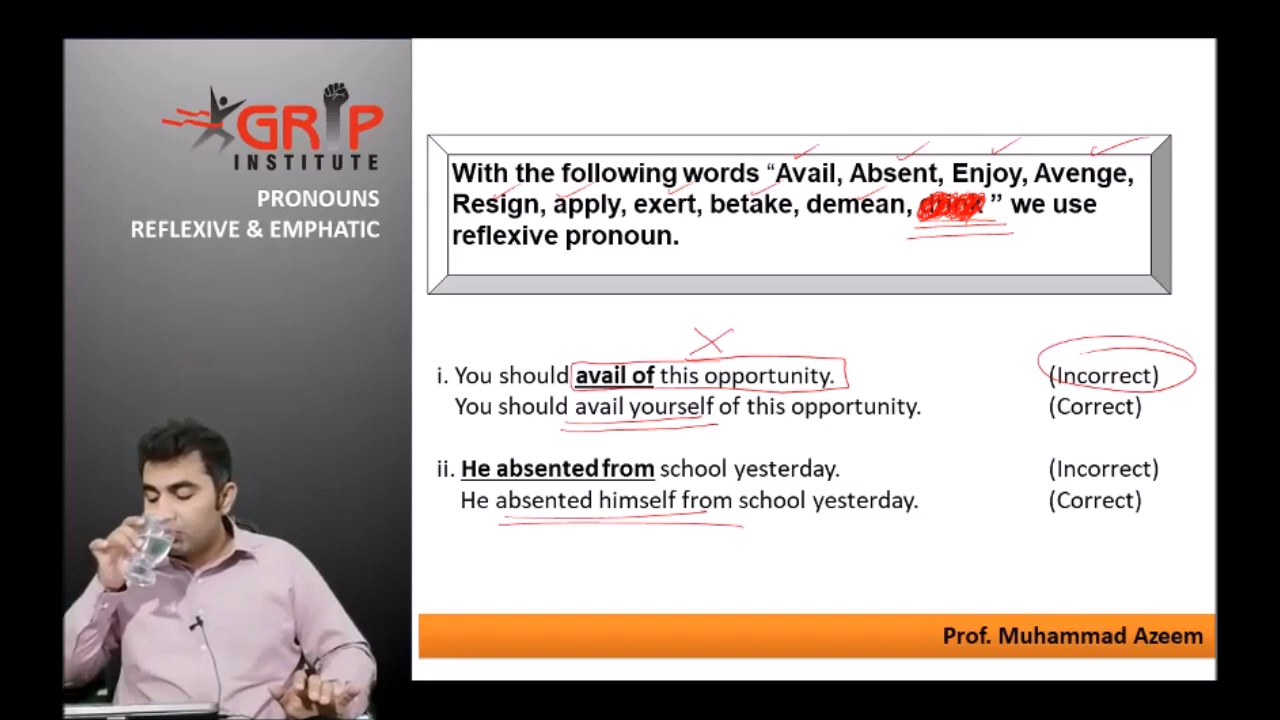 GRIP
INSTITUTE
PRONOUNS
REFLEXIVE & EMPHATIC
With the following words “Avail, Absent, Enjoy, Avenge,
Resign, apply, exert, betake, demean, ” we use
reflexive pronoun.
i. You should avail of this opportunity. (Incorrect)
You should avail yourself of this opportunity. (Correct)
ii. He absented from school yesterday. (Incorrect)
He absented himself from school yesterday. (Correct)
Prof. Muhammad Azeem